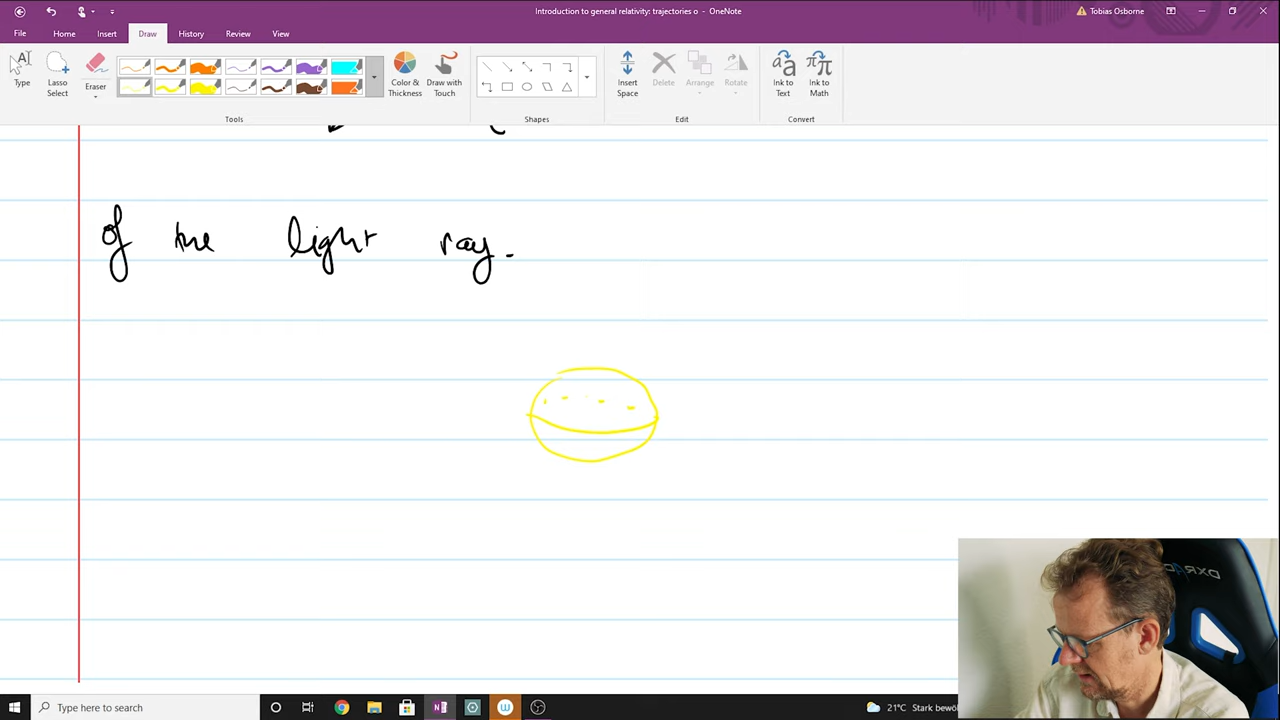 Introduction to general relativity: trajectories o - OneNote
Tobias Osborne
File Home Insert Draw History Review View
Type
Lasso Select
Eraser
Color & Thickness
Draw with Touch
Insert Space
Delete
Arrange
Rotate
Ink to Text
Ink to Math
Tools
Shapes
Edit
Convert
of the light ray.
Type here to search
21°C Stark bewöl